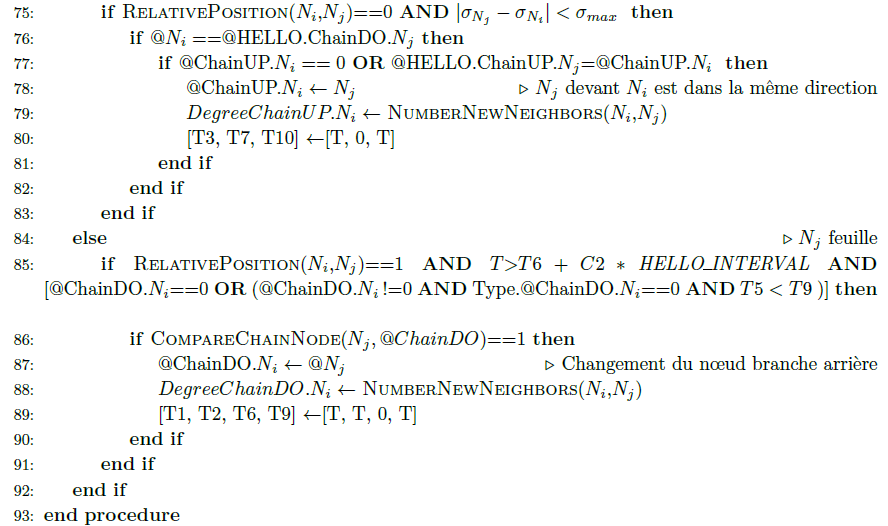 75: if RELATIVEPOSITION(N_i,N_j)==0 AND |σ_{N_j} − σ_{N_i}| < σ_{max} then
76: if @N_i ==@HELLO.ChainDO.N_j then
77: if @ChainUP.N_i == 0 OR @HELLO.ChainUP.N_j=@ChainUP.N_i then
78: @ChainUP.N_i ← N_j ▷ N_j devant N_i est dans la même direction
79: DegreeChainUP.N_i ← NUMBERNEWNEIGHBORS(N_i,N_j)
80: [T3, T7, T10] ←[T, 0, T]
81: end if
82: end if
83: end if
84: else ▷ N_j feuille
85: if RELATIVEPOSITION(N_i,N_j)==1 AND T>T6 + C2 * HELLO_INTERVAL AND
[@ChainDO.N_i==0 OR (@ChainDO.N_i !=0 AND Type.@ChainDO.N_i==0 AND T5 < T9 )] then
86: if COMPARECHAINNODE(N_j, @ChainDO)==1 then
87: @ChainDO.N_i ← @N_j ▷ Changement du nœud branche arrière
88: DegreeChainDO.N_i ← NUMBERNEWNEIGHBORS(N_i,N_j)
89: [T1, T2, T6, T9] ←[T, T, 0, T]
90: end if
91: end if
92: end if
93: end procedure